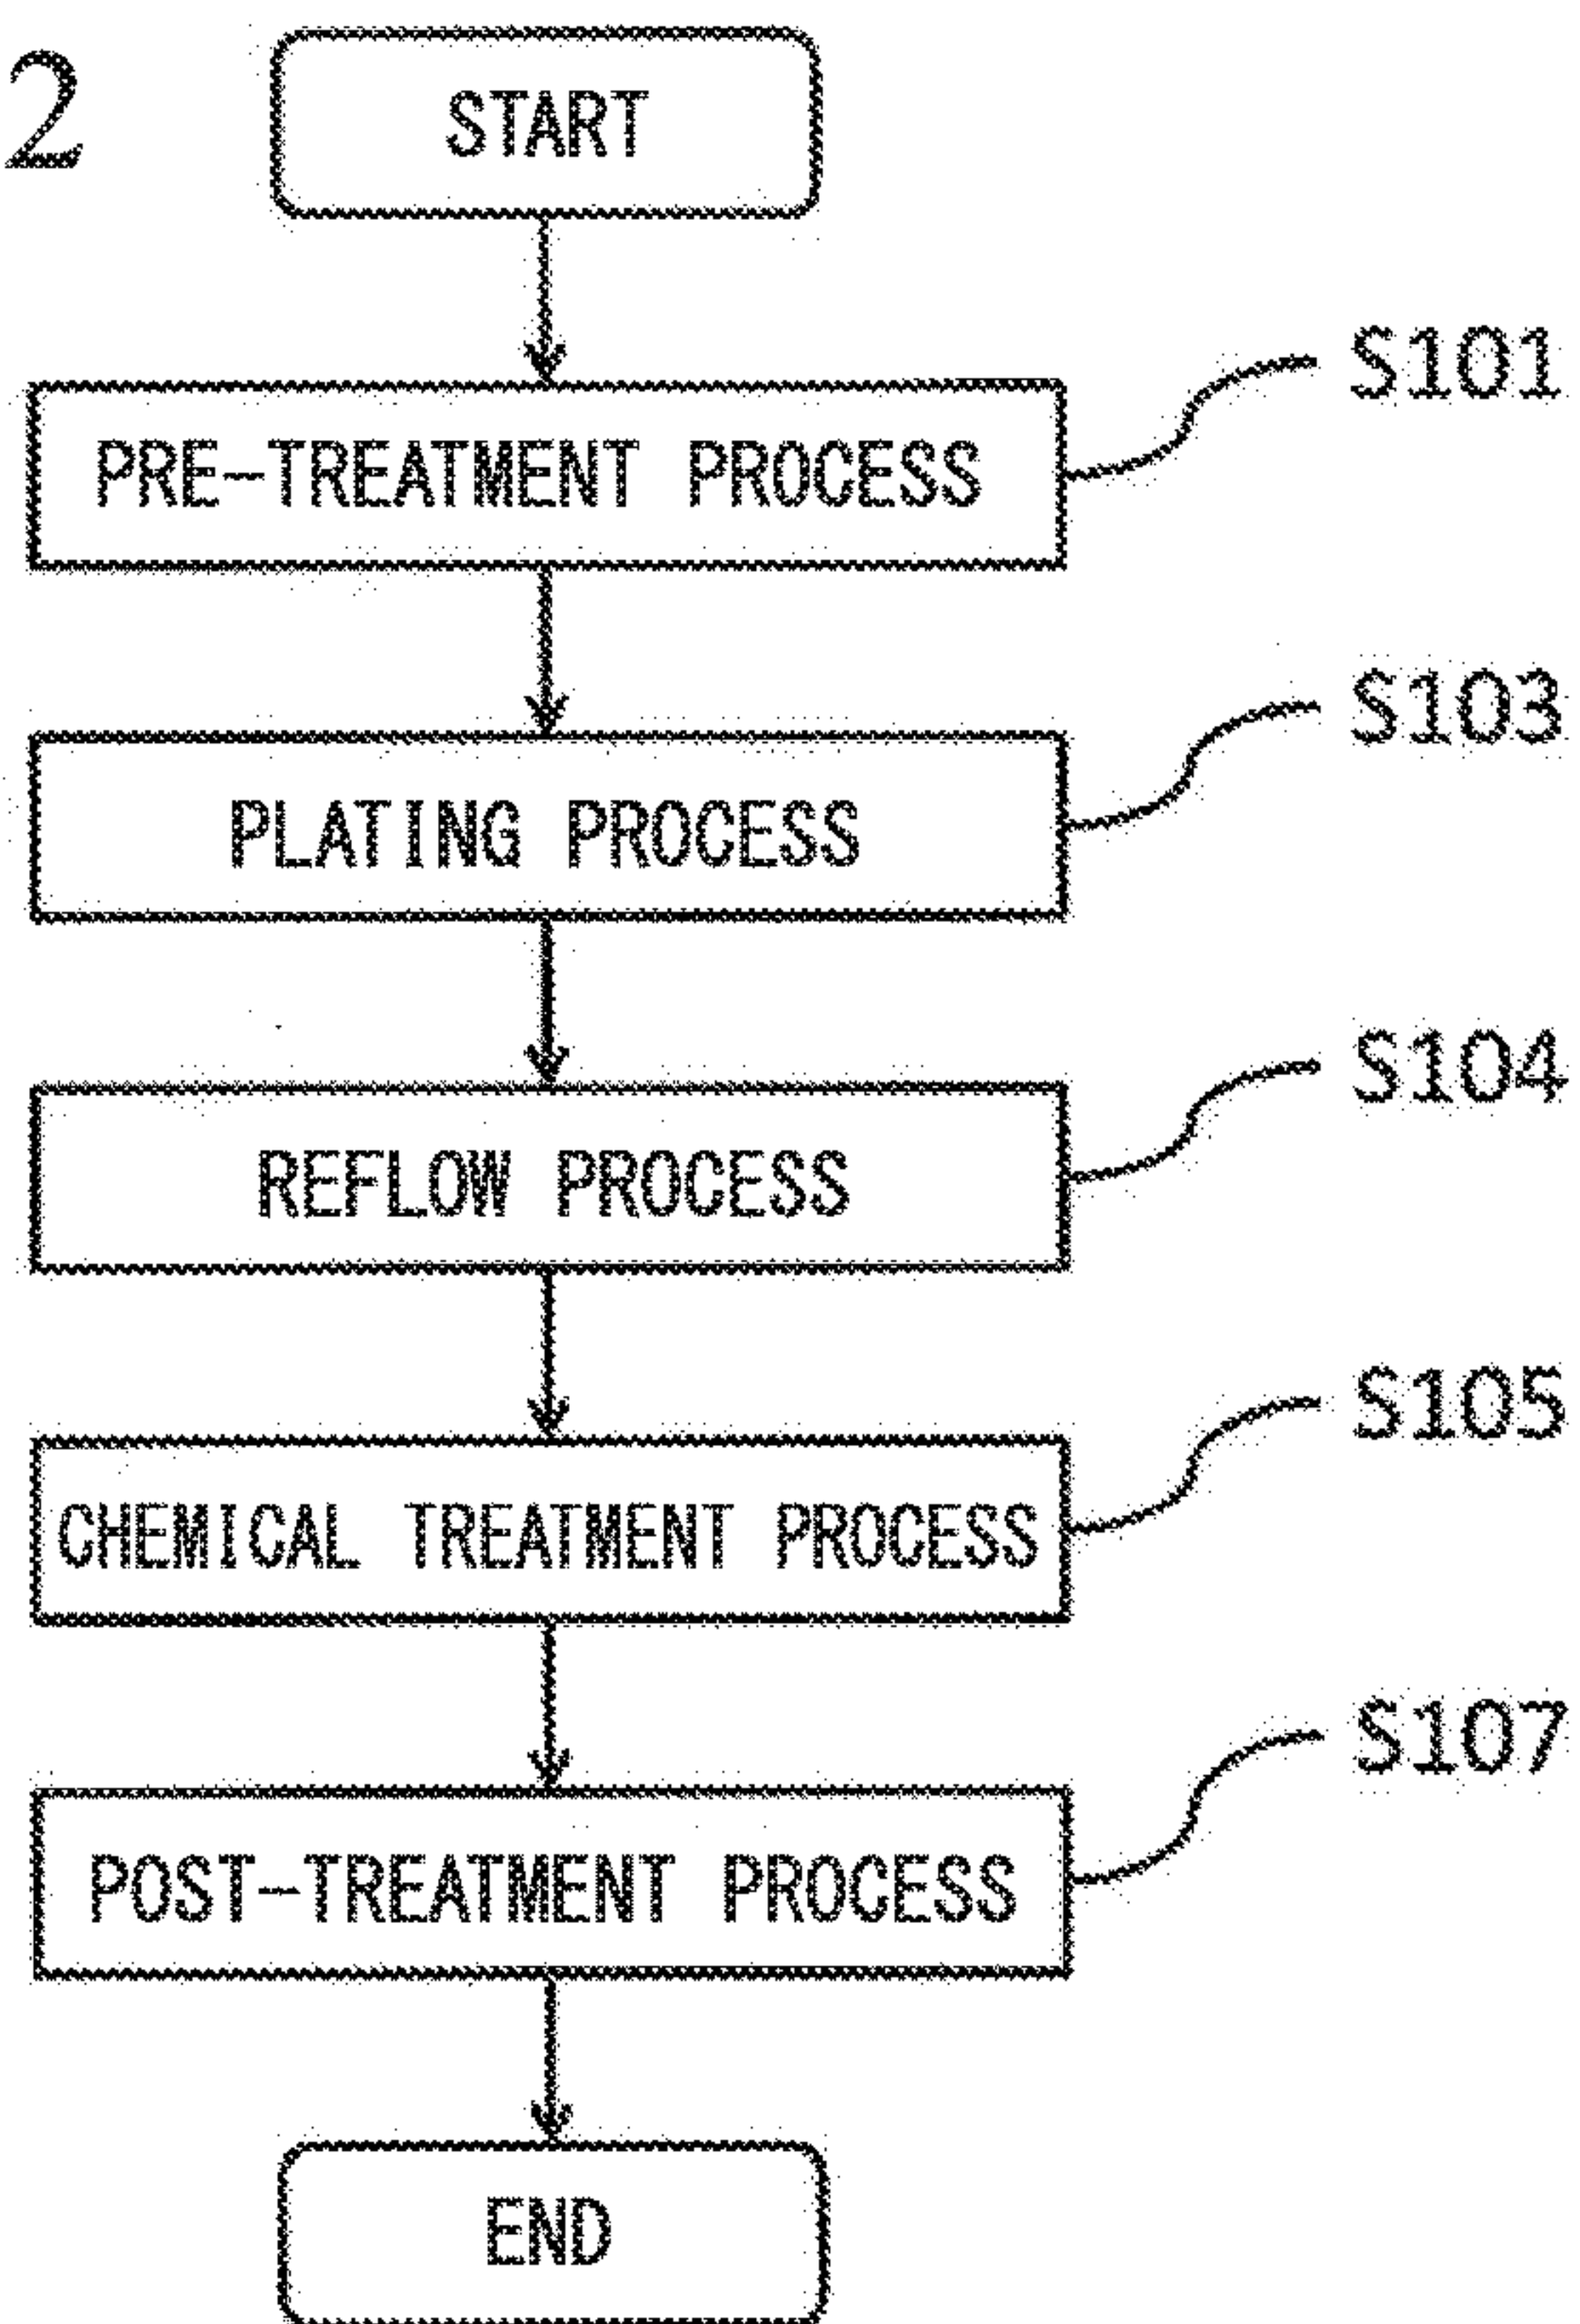 2
START
S101
PRE-TREATMENT PROCESS
S103
PLATING PROCESS
S104
REFLOW PROCESS
S105
CHEMICAL TREATMENT PROCESS
S107
POST-TREATMENT PROCESS
END